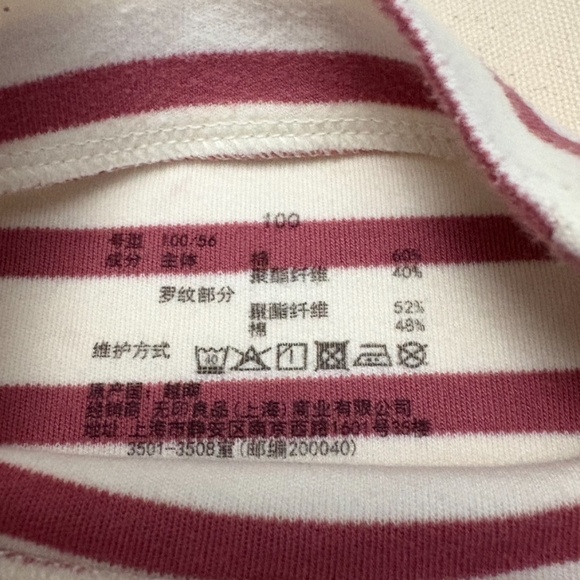 100
号型 100/56
成分 主体 棉 60%
聚酯纤维 40%
罗纹部分
聚酯纤维 52%
棉 48%
维护方式
40
原产国：越南
经销商：无印良品(上海)商业有限公司
地址：上海市静安区南京西路1601号35楼
3501-3508室(邮编200040)